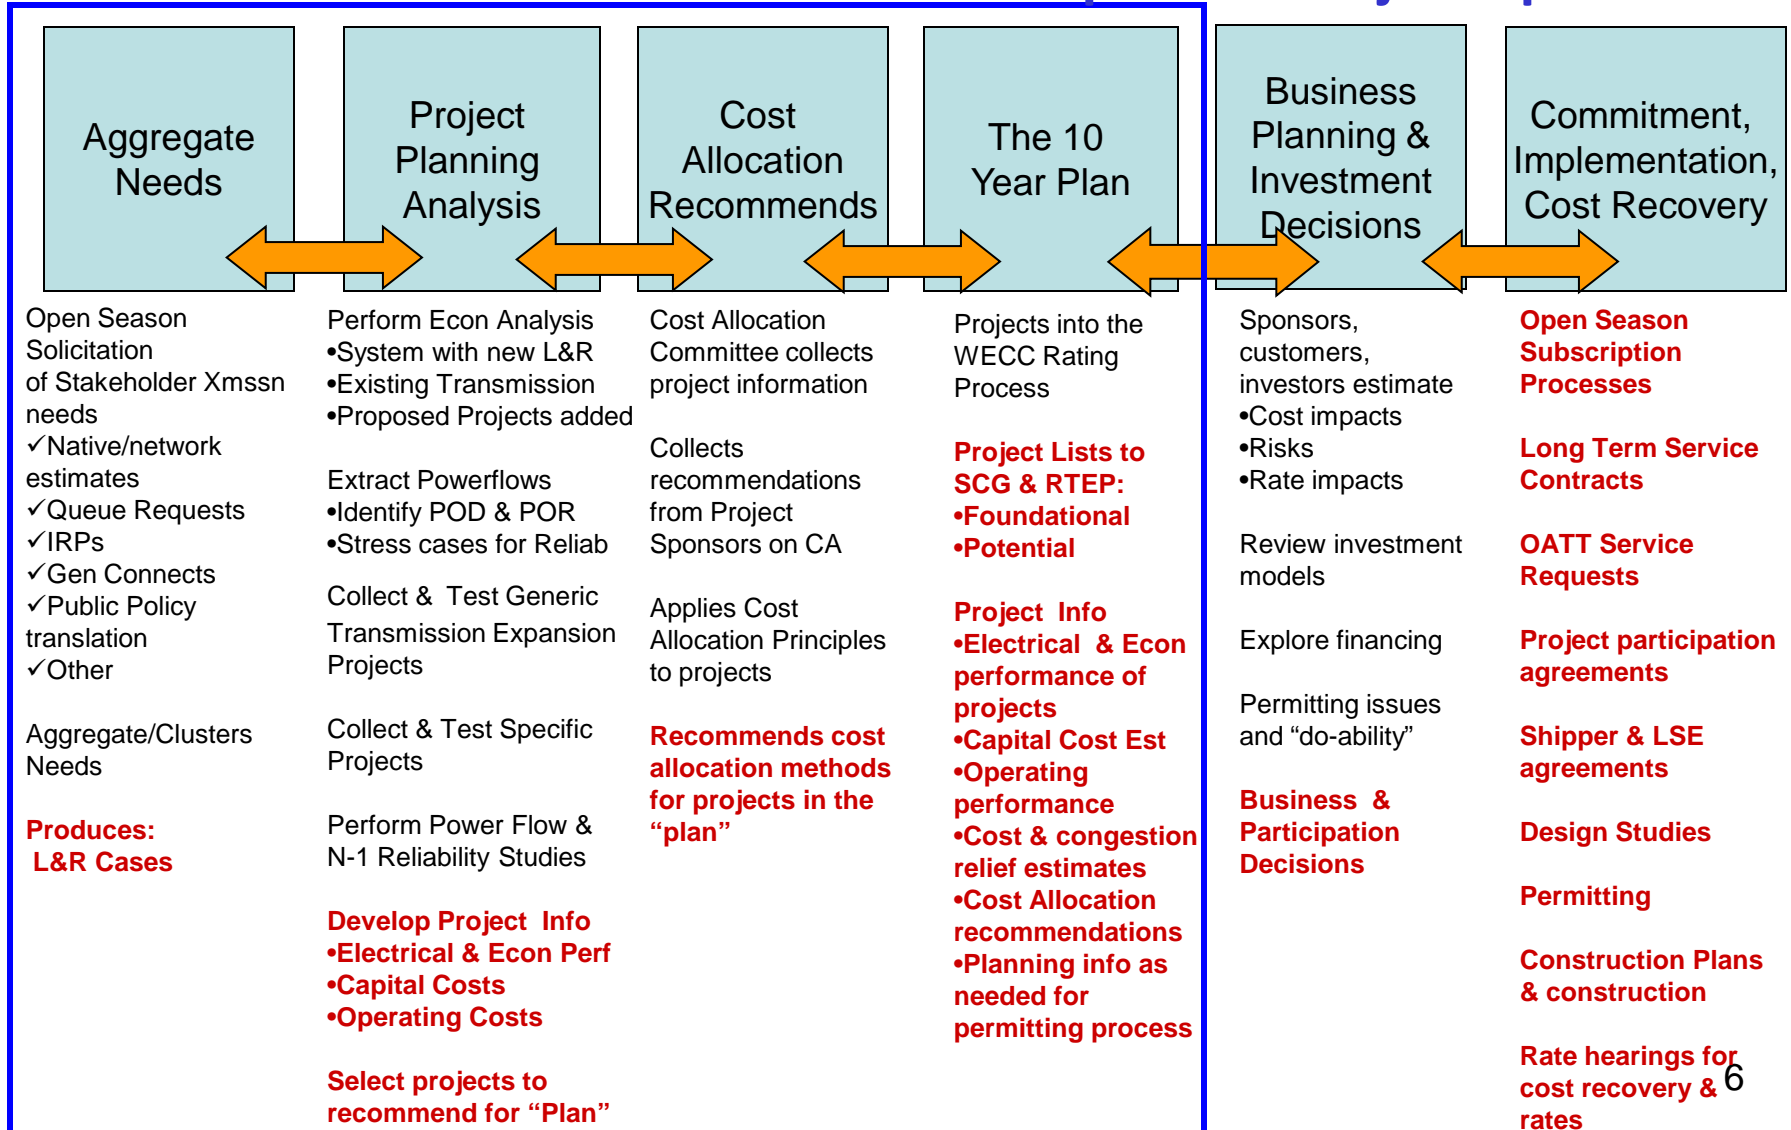 Aggregate
Needs
Project
Planning
Analysis
Cost
Allocation
Recommends
The 10
Year Plan
Business
Planning &
Investment
Decisions
Commitment,
Implementation,
Cost Recovery
Open Season
Solicitation
of Stakeholder Xmssn
needs
✓Native/network
estimates
✓Queue Requests
✓IRPs
✓Gen Connects
✓Public Policy
translation
✓Other
Aggregate/Clusters
Needs
Produces:
L&R Cases
Perform Econ Analysis
•System with new L&R
•Existing Transmission
•Proposed Projects added
Extract Powerflows
•Identify POD & POR
•Stress cases for Reliab
Collect & Test Generic
Transmission Expansion
Projects
Collect & Test Specific
Projects
Perform Power Flow &
N-1 Reliability Studies
Develop Project Info
•Electrical & Econ Perf
•Capital Costs
•Operating Costs
Select projects to
recommend for “Plan”
Cost Allocation
Committee collects
project information
Collects
recommendations
from Project
Sponsors on CA
Applies Cost
Allocation Principles
to projects
Recommends cost
allocation methods
for projects in the
“plan”
Projects into the
WECC Rating
Process
Project Lists to
SCG & RTEP:
•Foundational
•Potential
Project Info
•Electrical & Econ
performance of
projects
•Capital Cost Est
•Operating
performance
•Cost & congestion
relief estimates
•Cost Allocation
recommendations
•Planning info as
needed for
permitting process
Sponsors,
customers,
investors estimate
•Cost impacts
•Risks
•Rate impacts
Review investment
models
Explore financing
Permitting issues
and “do-ability”
Business &
Participation
Decisions
Open Season
Subscription
Processes
Long Term Service
Contracts
OATT Service
Requests
Project participation
agreements
Shipper & LSE
agreements
Design Studies
Permitting
Construction Plans
& construction
Rate hearings for
cost recovery &
rates
6